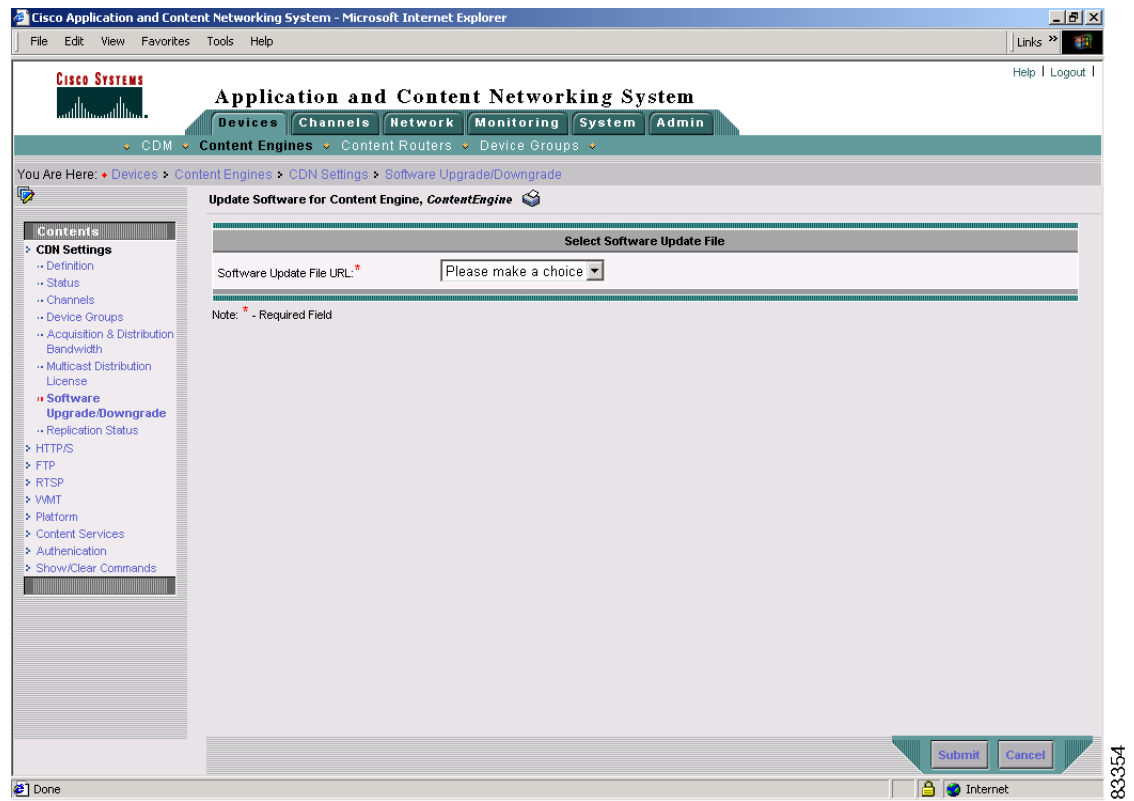 Cisco Application and Content Networking System - Microsoft Internet Explorer
File Edit View Favorites Tools Help
Links »
CISCO SYSTEMS
Help | Logout |
Application and Content Networking System
Devices Channels Network Monitoring System Admin
CDM Content Engines Content Routers Device Groups
You Are Here: Devices Content Engines CDN Settings Software Upgrade/Downgrade
Update Software for Content Engine, ContentEngine
Contents
CDN Settings
Definition
Status
Channels
Device Groups
Acquisition & Distribution
Bandwidth
Multicast Distribution
License
Software
Upgrade/Downgrade
Replication Status
HTTP/S
FTP
RTSP
WMT
Platform
Content Services
Authenication
Show/Clear Commands
Select Software Update File
Software Update File URL:* Please make a choice
Note: * - Required Field
Submit Cancel
Done
Internet
83354